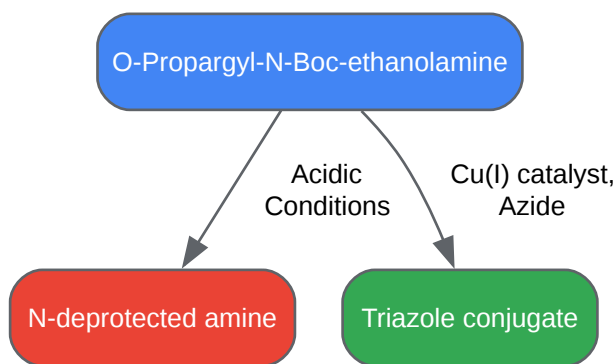 O-Propargyl-N-Boc-ethanolamine
Acidic
Conditions
Cu(I) catalyst,
Azide
N-deprotected amine
Triazole conjugate